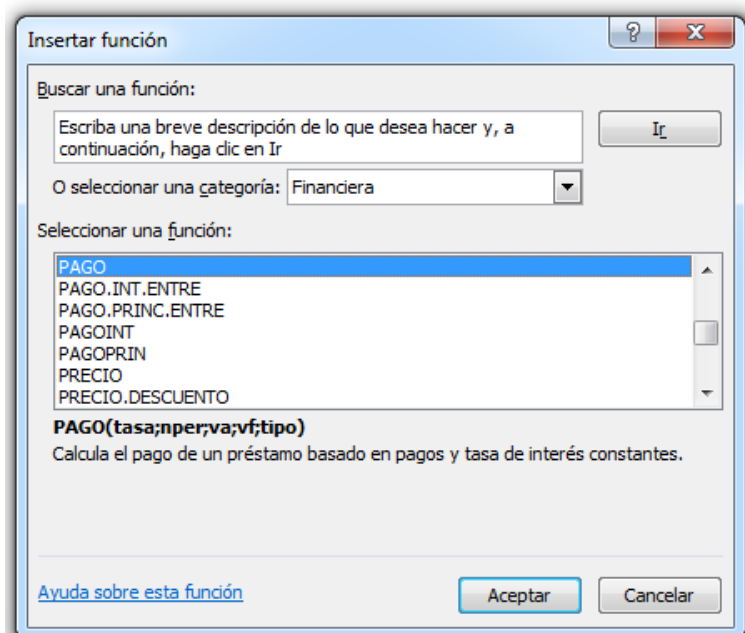 Insertar función
Buscar una función:
Escriba una breve descripción de lo que desea hacer y, a
continuación, haga clic en Ir
Ir
O seleccionar una categoría: Financiera
Seleccionar una función:
PAGO
PAGO.INT.ENTRE
PAGO.PRINC.ENTRE
PAGOINT
PAGOPRIN
PRECIO
PRECIO.DESCUENTO
PAGO(tasa;nper;va;vf;tipo)
Calcula el pago de un préstamo basado en pagos y tasa de interés constantes.
Ayuda sobre esta función
Aceptar
Cancelar